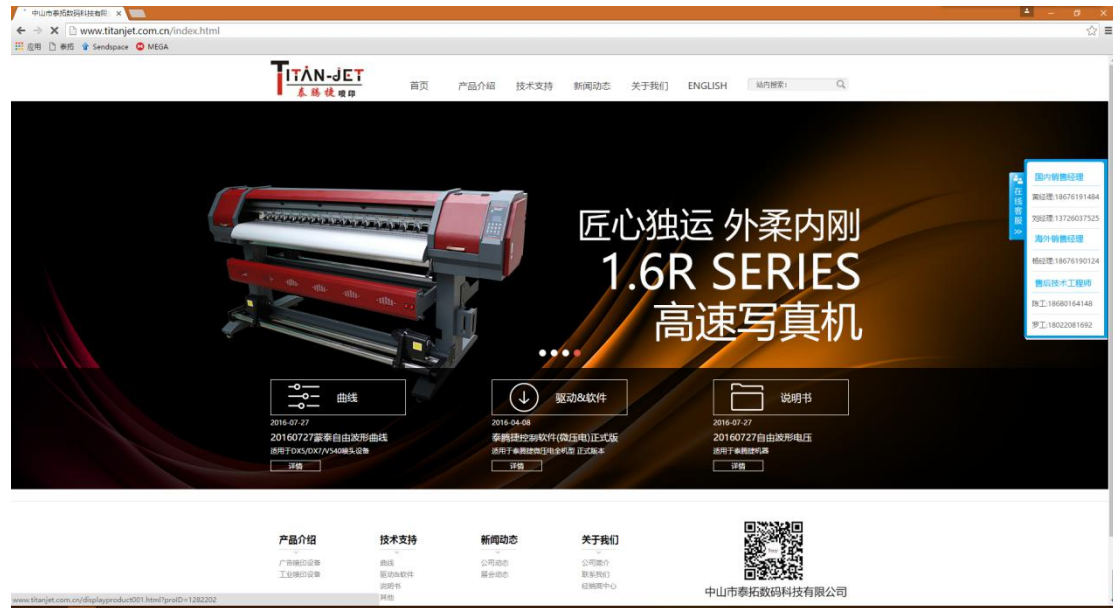 中山市泰拓数码科技有限
www.titanjet.com.cn/index.html
应用 泰拓 Sendspace MEGA
TITAN-JET
泰腾捷喷印
首页 产品介绍 技术支持 新闻动态 关于我们 ENGLISH 站内搜索:
匠心独运 外柔内刚
1.6R SERIES
高速写真机
在线客服
国内销售经理
黄经理:18676191484
刘经理:13726037525
海外销售经理
杨经理:18676190124
售后技术工程师
陈工:18680164148
罗工:18022081692
曲线
2016-07-27
20160727蒙泰自由波形曲线
适用于DX5/DX7/V540喷头设备
详情
驱动&软件
2016-04-08
泰腾捷控制软件(微压电)正式版
适用于泰腾捷微压电全机型 正式版本
详情
说明书
2016-07-27
20160727自由波形电压
适用于泰腾捷机器
详情
产品介绍
广告喷印设备
工业喷印设备
技术支持
曲线
驱动&软件
说明书
其他
新闻动态
公司动态
展会动态
关于我们
公司简介
联系我们
经销商中心
中山市泰拓数码科技有限公司
www.titanjet.com.cn/displayproduct001.html?proID=1282202